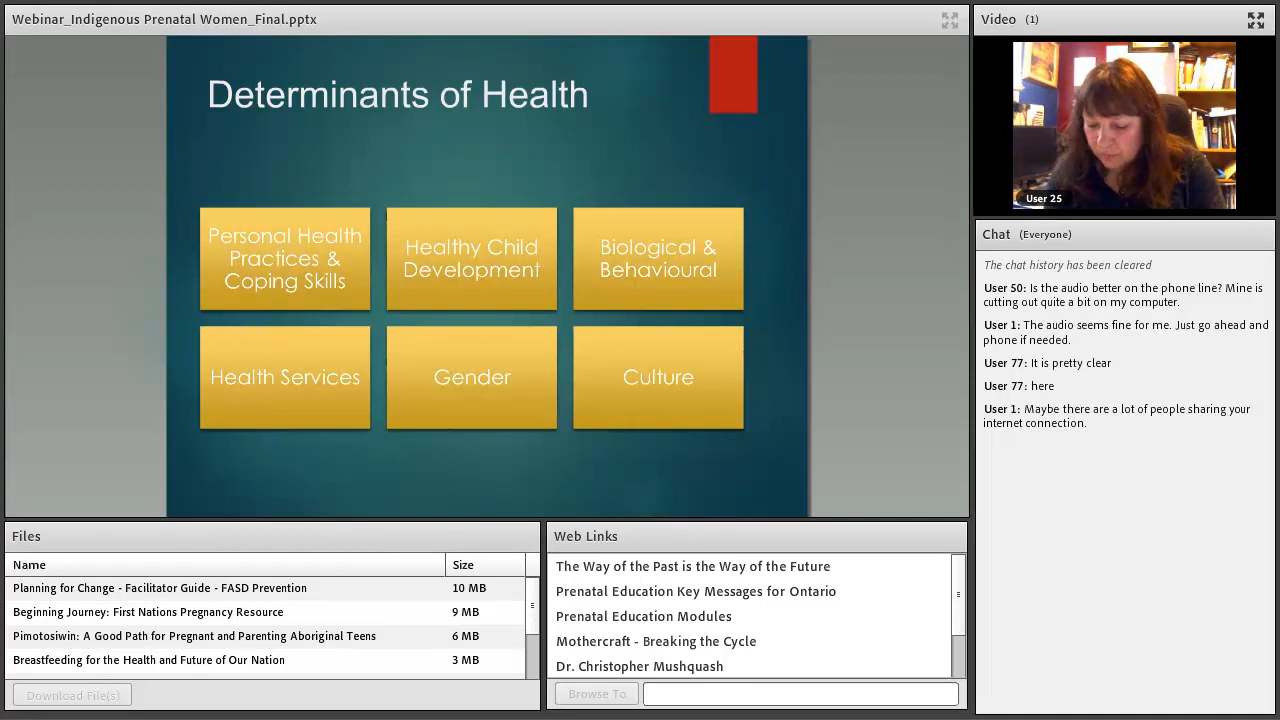 Webinar_Indigenous Prenatal Women_Final.pptx
Determinants of Health
Personal Health
Practices &
Coping Skills
Healthy Child
Development
Biological &
Behavioural
Health Services
Gender
Culture
Video (1)
User 25
Chat (Everyone)
The chat history has been cleared
User 50: Is the audio better on the phone line? Mine is
cutting out quite a bit on my computer.
User 1: The audio seems fine for me. Just go ahead and
phone if needed.
User 77: It is pretty clear
User 77: here
User 1: Maybe there are a lot of people sharing your
internet connection.
Files
Name Size
Planning for Change - Facilitator Guide - FASD Prevention 10 MB
Beginning Journey: First Nations Pregnancy Resource 9 MB
Pimotosiwin: A Good Path for Pregnant and Parenting Aboriginal Teens 6 MB
Breastfeeding for the Health and Future of Our Nation 3 MB
Download File(s)
Web Links
The Way of the Past is the Way of the Future
Prenatal Education Key Messages for Ontario
Prenatal Education Modules
Mothercraft - Breaking the Cycle
Dr. Christopher Mushquash
Browse To